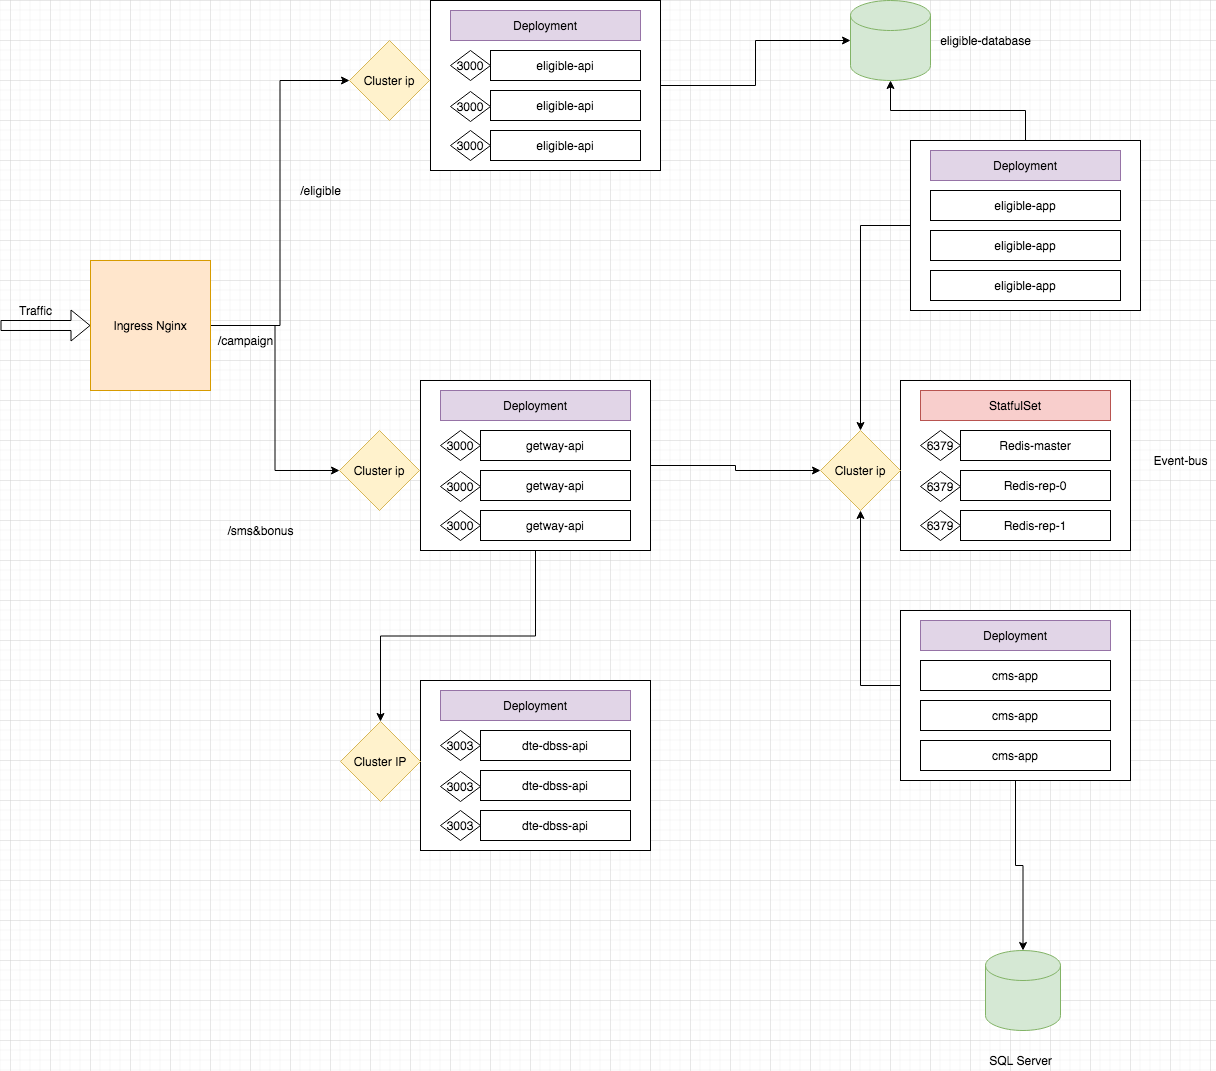 Deployment
Cluster ip
3000
eligible-api
3000
eligible-api
3000
eligible-api
eligible-database
Deployment
eligible-app
eligible-app
eligible-app
/eligible
Traffic
Ingress Nginx
/campaign
/sms&bonus
Cluster ip
Deployment
3000
getway-api
3000
getway-api
3000
getway-api
Cluster ip
StatfulSet
6379
Redis-master
6379
Redis-rep-0
6379
Redis-rep-1
Event-bus
Cluster IP
Deployment
3003
dte-dbss-api
3003
dte-dbss-api
3003
dte-dbss-api
Deployment
cms-app
cms-app
cms-app
SQL Server